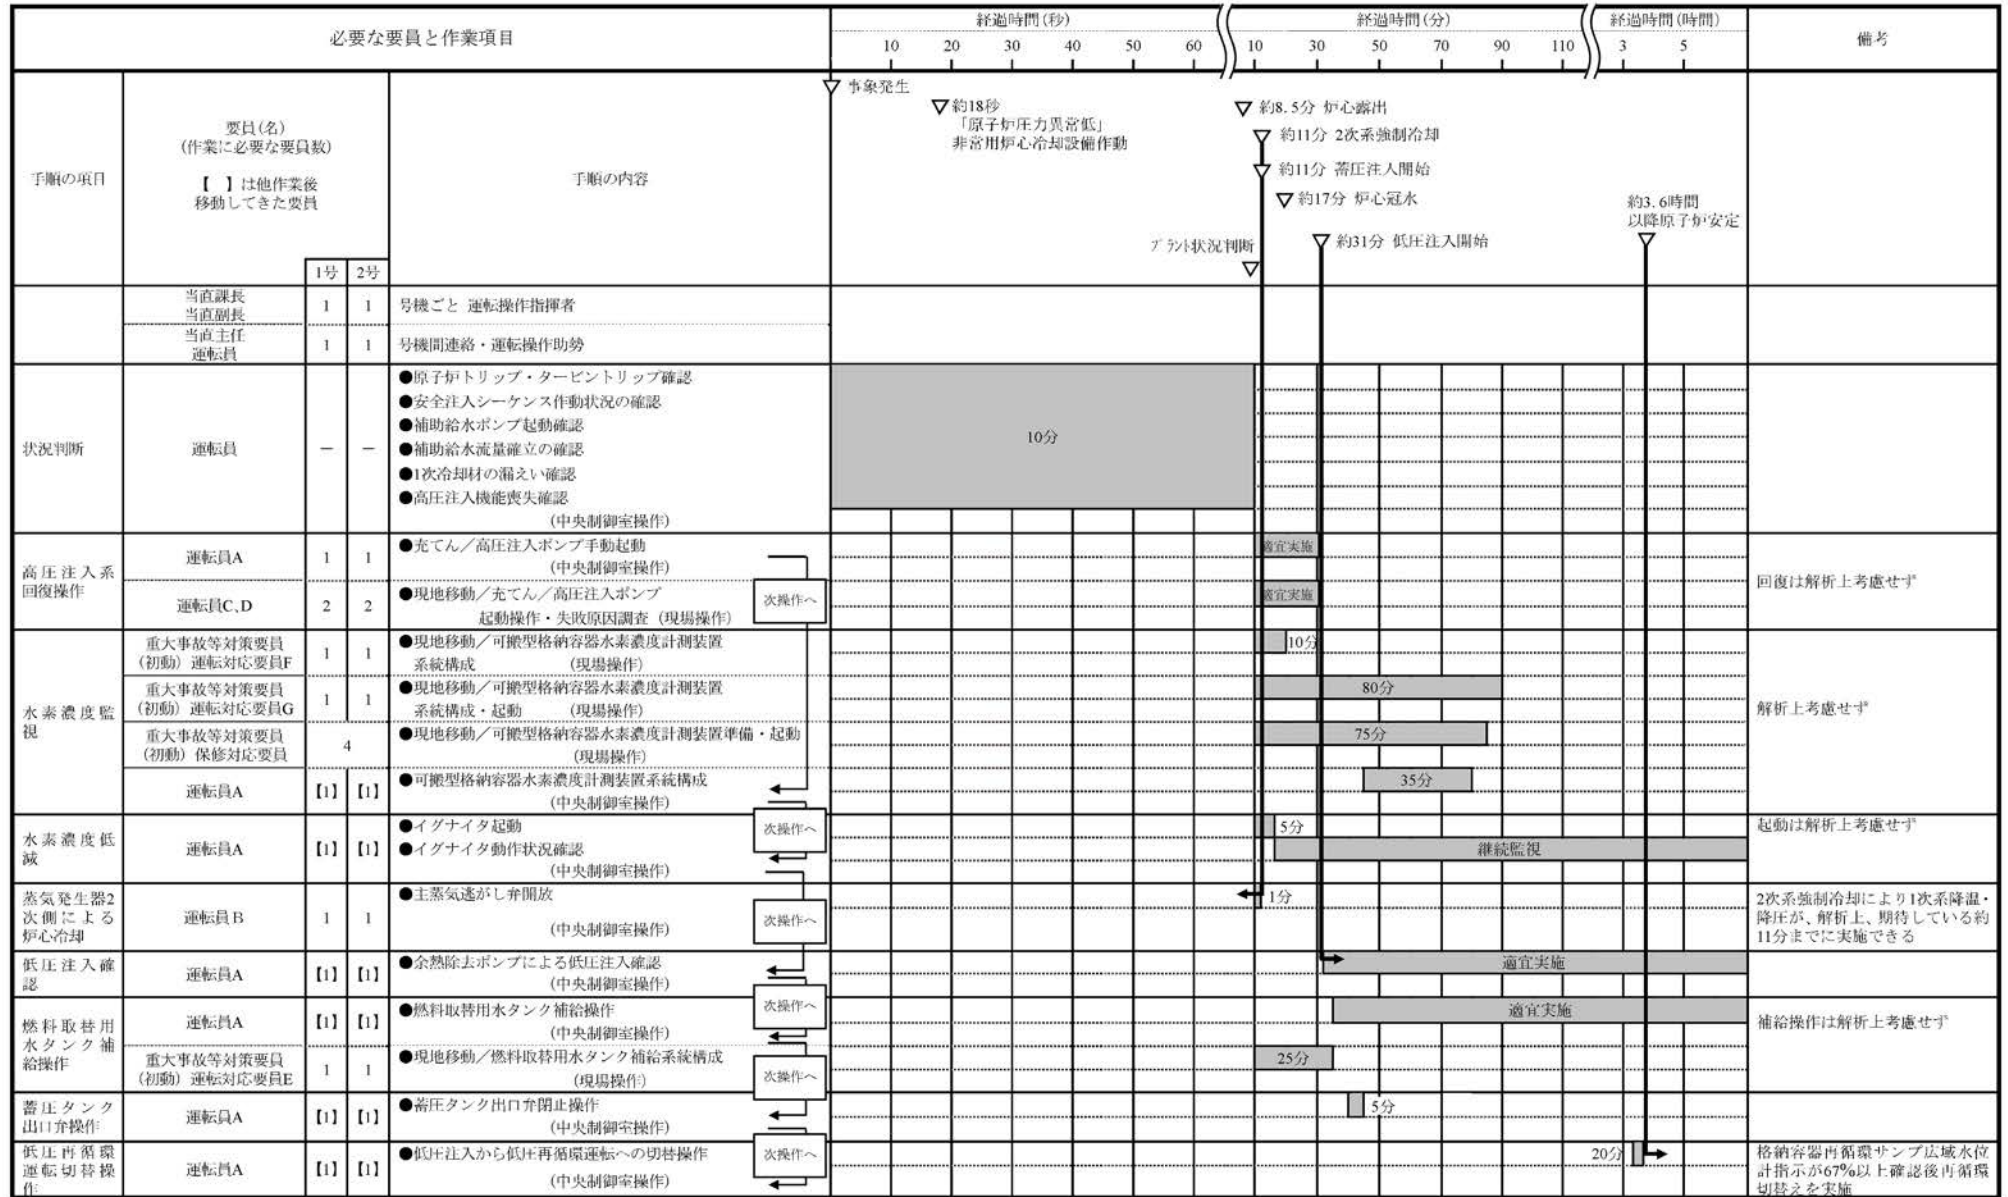 必要な要員と作業項目
経過時間(秒)
経過時間(分)
経過時間(時間)
備考
10 20 30 40 50 60 10 30 50 70 90 110 3 5
手順の項目
要員(名)
(作業に必要な要員数)
【 】は他作業後
移動してきた要員
1号 2号
手順の内容
事象発生
約18秒
「原子炉圧力異常低」
非常用炉心冷却設備作動
約8.5分 炉心露出
約11分 2次系強制冷却
約11分 蓄圧注入開始
約17分 炉心冠水
約31分 低圧注入開始
プラント状況判断
約3.6時間
以降原子炉安定
当直課長
当直副長
1 1 号機ごと 運転操作指揮者
当直主任
運転員
1 1 号機間連絡・運転操作助勢
状況判断
運転員
― ―
●原子炉トリップ・タービントリップ確認
●安全注入シーケンス作動状況の確認
●補助給水ポンプ起動確認
●補助給水流量確立の確認
●1次冷却材の漏えい確認
●高圧注入機能喪失確認
(中央制御室操作)
10分
高圧注入系
回復操作
運転員A 1 1
●充てん/高圧注入ポンプ手動起動
(中央制御室操作)
適宜実施
運転員C、D 2 2
●現地移動/充てん/高圧注入ポンプ
起動操作・失敗原因調査(現場操作)
次操作へ
適宜実施
回復は解析上考慮せず
水素濃度監
視
重大事故等対策要員
(初動)運転対応要員F
1 1
●現地移動/可搬型格納容器水素濃度計測装置
系統構成 (現場操作)
10分
重大事故等対策要員
(初動)運転対応要員G
1 1
●現地移動/可搬型格納容器水素濃度計測装置
系統構成・起動 (現場操作)
80分
重大事故等対策要員
(初動)保修対応要員
4
●現地移動/可搬型格納容器水素濃度計測装置準備・起動
(現場操作)
75分
運転員A 【1】 【1】
●可搬型格納容器水素濃度計測装置系統構成
(中央制御室操作)
35分
解析上考慮せず
水素濃度低
減
運転員A 【1】 【1】
●イグナイタ起動
●イグナイタ動作状況確認
(中央制御室操作)
次操作へ
5分
継続監視
起動は解析上考慮せず
蒸気発生器2
次側による
炉心冷却
運転員B 1 1
●主蒸気逃がし弁開放
(中央制御室操作)
次操作へ
1分
2次系強制冷却により1次系降温・
降圧が、解析上、期待している約
11分までに実施できる
低圧注入確
認
運転員A 【1】 【1】
●余熱除去ポンプによる低圧注入確認
(中央制御室操作)
適宜実施
燃料取替用
水タンク補
給操作
運転員A 【1】 【1】
●燃料取替用水タンク補給操作
(中央制御室操作)
次操作へ
適宜実施
重大事故等対策要員
(初動)運転対応要員E
1 1
●現地移動/燃料取替用水タンク補給系統構成
(現場操作)
次操作へ
25分
補給操作は解析上考慮せず
蓄圧タンク
出口弁操作
運転員A 【1】 【1】
●蓄圧タンク出口弁閉止操作
(中央制御室操作)
5分
低圧再循環
運転切替操
作
運転員A 【1】 【1】
●低圧注入から低圧再循環運転への切替操作
(中央制御室操作)
次操作へ
20分
格納容器再循環サンプ広域水位
計指示が67%以上確認後再循環
切替えを実施